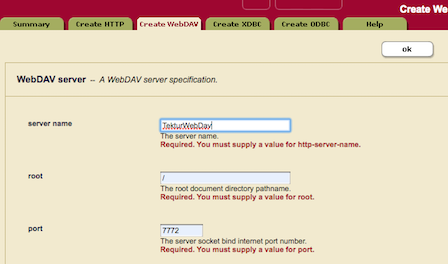 Create We
Summary Create HTTP Create WebDAV Create XDBC Create ODBC Help
ok
WebDAV server -- A WebDAV server specification.
server name TekturWebDav
The server name.
Required. You must supply a value for http-server-name.
root /
The root document directory pathname.
Required. You must supply a value for root.
port 7772
The server socket bind internet port number.
Required. You must supply a value for port.